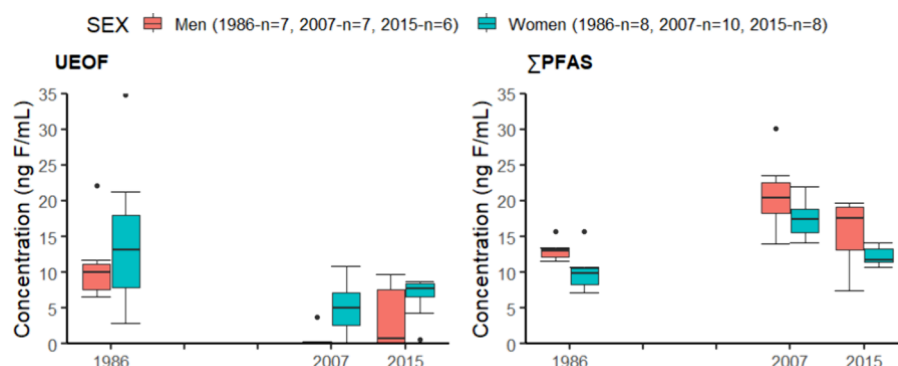 SEX Men (1986-n=7, 2007-n=7, 2015-n=6) Women (1986-n=8, 2007-n=10, 2015-n=8)
UEOF
Concentration (ng F/mL)
35
30
25
20
15
10
5
0
1986 2007 2015
∑PFAS
Concentration (ng F/mL)
35
30
25
20
15
10
5
0
1986 2007 2015